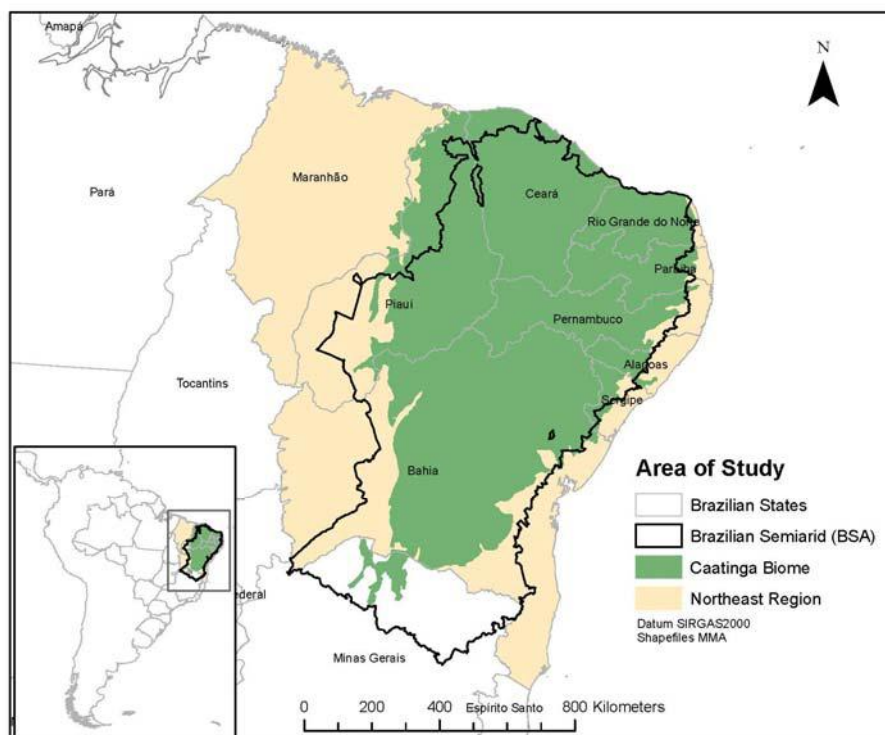 Amapá
N
Pará
Maranhão
Ceará
Rio Grande do Norte
Paraíba
Piauí
Pernambuco
Alagoas
Sergipe
Tocantins
Bahia
Federal
Minas Gerais
Espírito Santo
Area of Study
Brazilian States
Brazilian Semiarid (BSA)
Caatinga Biome
Northeast Region
Datum SIRGAS2000
Shapefiles MMA
0 200 400 800 Kilometers